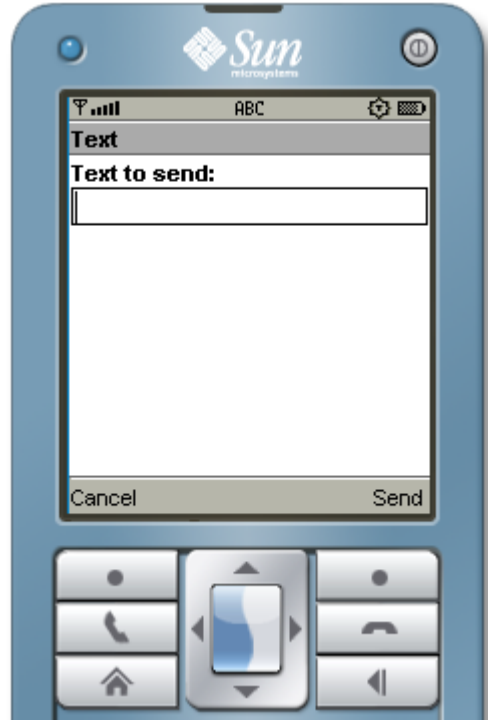 Sun
microsystems
ABC
Text
Text to send:
Cancel Send